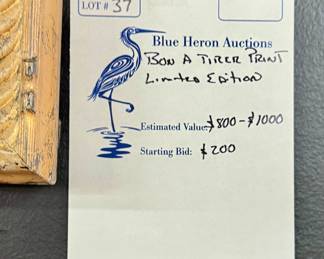 LOT # 37
Blue Heron Auctions
BON A TIRER PRINT
Limited Edition
Estimated Value: $800-$1000
Starting Bid: $200